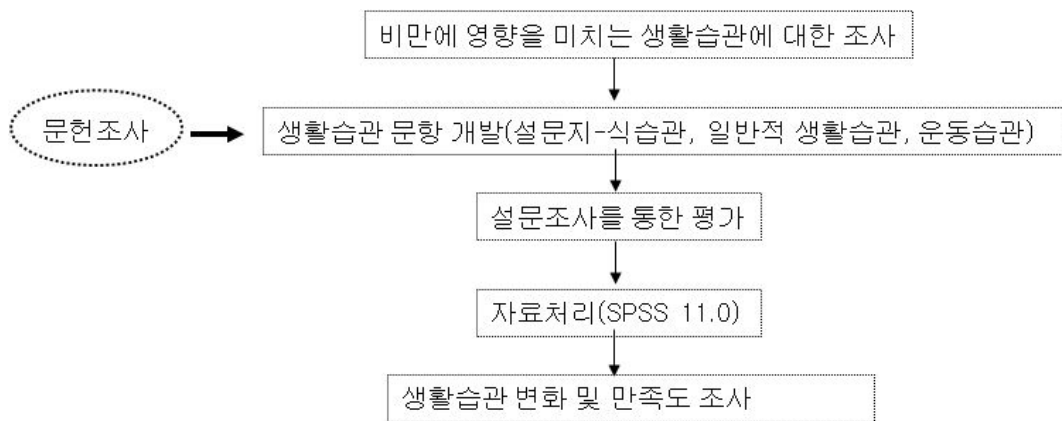 비만에 영향을 미치는 생활습관에 대한 조사
문헌조사
생활습관 문항 개발(설문지-식습관, 일반적 생활습관, 운동습관)
설문조사를 통한 평가
자료처리(SPSS 11.0)
생활습관 변화 및 만족도 조사